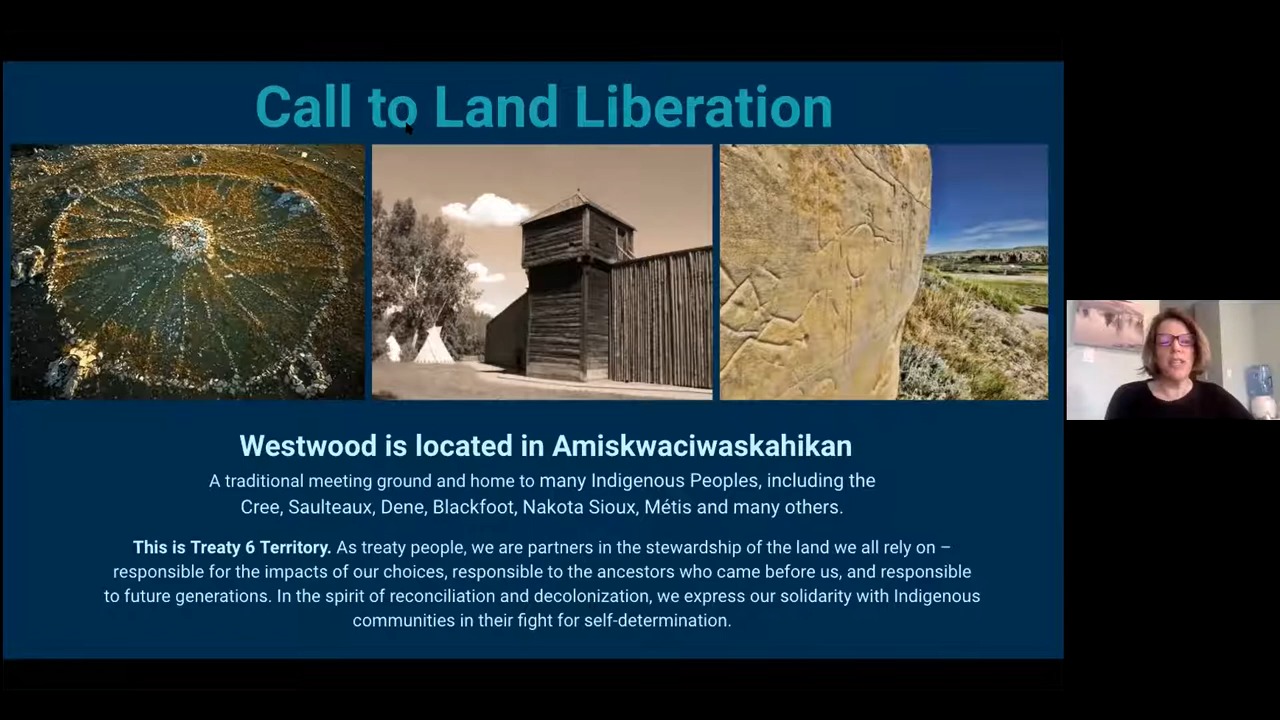 Call to Land Liberation
Westwood is located in Amiskwaciwaskahikan
A traditional meeting ground and home to many Indigenous Peoples, including the
Cree, Saulteaux, Dene, Blackfoot, Nakota Sioux, Métis and many others.
This is Treaty 6 Territory. As treaty people, we are partners in the stewardship of the land we all rely on –
responsible for the impacts of our choices, responsible to the ancestors who came before us, and responsible
to future generations. In the spirit of reconciliation and decolonization, we express our solidarity with Indigenous
communities in their fight for self-determination.